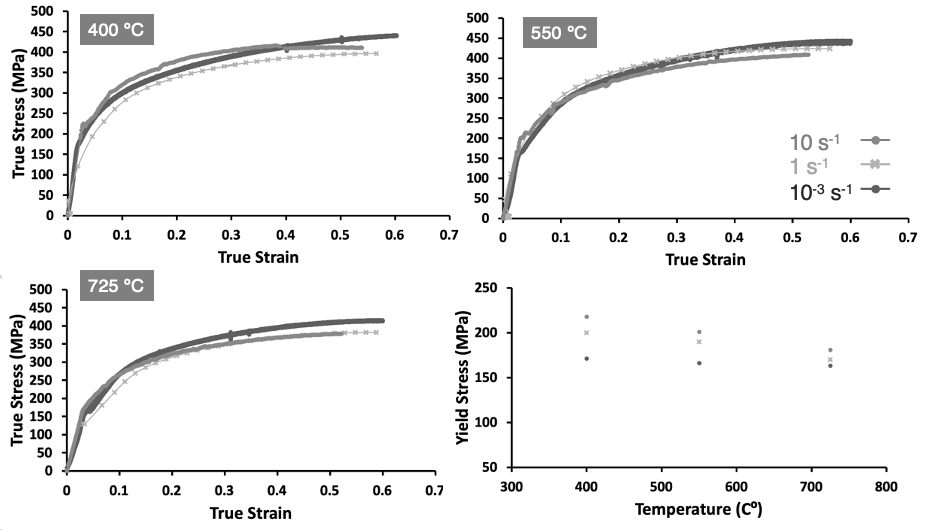 400 °C
True Stress (MPa)
500
450
400
350
300
250
200
150
100
50
0
0 0.1 0.2 0.3 0.4 0.5 0.6 0.7
True Strain
550 °C
True Stress (MPa)
500
450
400
350
300
250
200
150
100
50
0
10 s⁻¹
1 s⁻¹
10⁻³ s⁻¹
0 0.1 0.2 0.3 0.4 0.5 0.6 0.7
True Strain
725 °C
True Stress (MPa)
500
450
400
350
300
250
200
150
100
50
0
0 0.1 0.2 0.3 0.4 0.5 0.6 0.7
True Strain
Yield Stress (MPa)
250
200
150
100
50
300 400 500 600 700 800
Temperature (Cº)